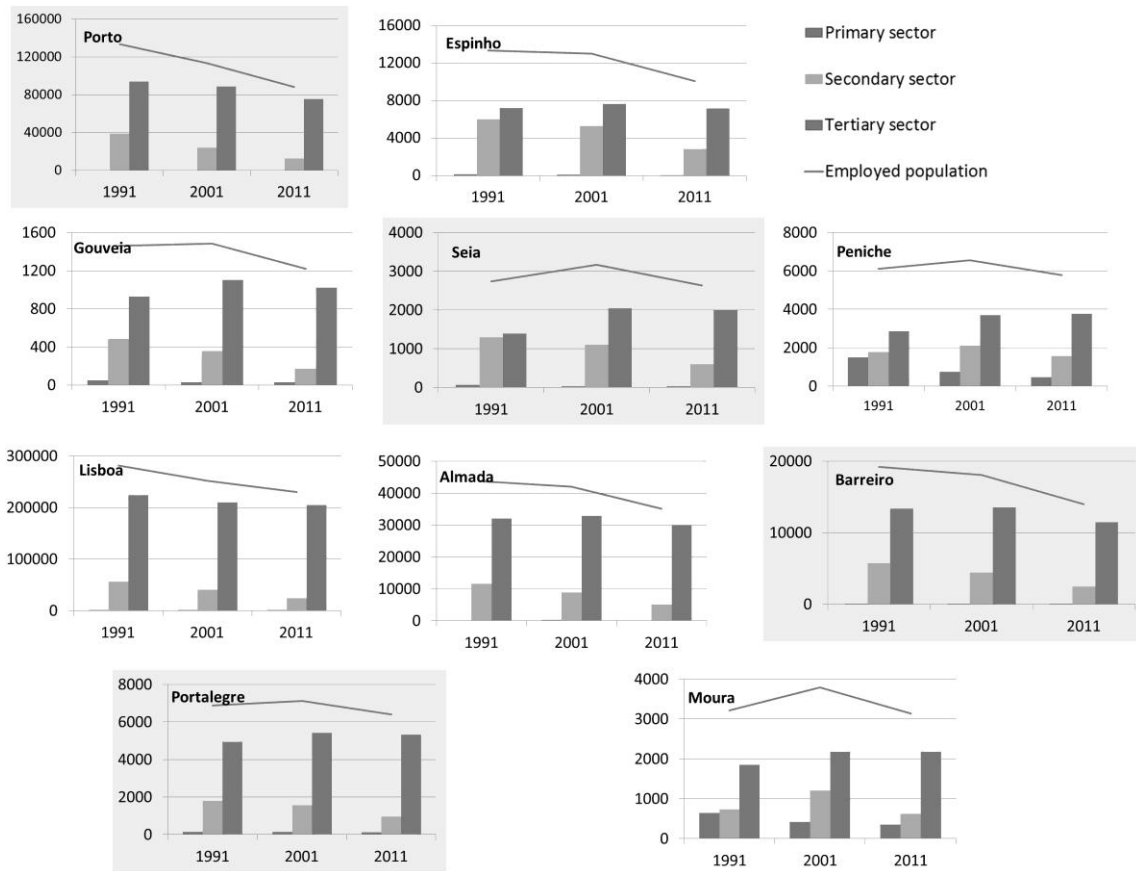 160000
Porto
120000
80000
40000
0
1991 2001 2011
16000
Espinho
12000
8000
4000
0
1991 2001 2011
Primary sector
Secondary sector
Tertiary sector
Employed population
1600
Gouveia
1200
800
400
0
1991 2001 2011
4000
Seia
3000
2000
1000
0
1991 2001 2011
8000
Peniche
6000
4000
2000
0
1991 2001 2011
300000
Lisboa
200000
100000
0
1991 2001 2011
50000
Almada
40000
30000
20000
10000
0
1991 2001 2011
20000
Barreiro
10000
0
1991 2001 2011
8000
Portalegre
6000
4000
2000
0
1991 2001 2011
4000
Moura
3000
2000
1000
0
1991 2001 2011